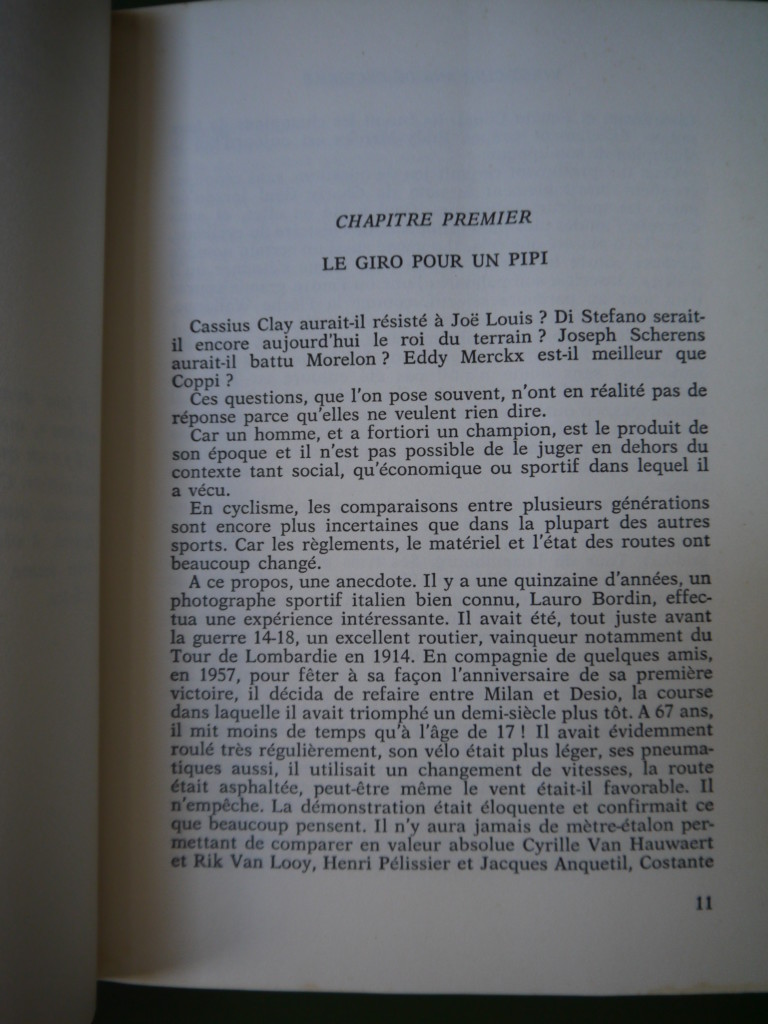 CHAPITRE PREMIER
LE GIRO POUR UN PIPI
Cassius Clay aurait-il résisté à Joë Louis ? Di Stefano serait-
il encore aujourd'hui le roi du terrain ? Joseph Scherens
aurait-il battu Morelon ? Eddy Merckx est-il meilleur que
Coppi ?
Ces questions, que l'on pose souvent, n'ont en réalité pas de
réponse parce qu'elles ne veulent rien dire.
Car un homme, et a fortiori un champion, est le produit de
son époque et il n'est pas possible de le juger en dehors du
contexte tant social, qu'économique ou sportif dans lequel il
a vécu.
En cyclisme, les comparaisons entre plusieurs générations
sont encore plus incertaines que dans la plupart des autres
sports. Car les règlements, le matériel et l'état des routes ont
beaucoup changé.
A ce propos, une anecdote. Il y a une quinzaine d'années, un
photographe sportif italien bien connu, Lauro Bordin, effec-
tua une expérience intéressante. Il avait été, tout juste avant
la guerre 14-18, un excellent routier, vainqueur notamment du
Tour de Lombardie en 1914. En compagnie de quelques amis,
en 1957, pour fêter à sa façon l'anniversaire de sa première
victoire, il décida de refaire entre Milan et Desio, la course
dans laquelle il avait triomphé un demi-siècle plus tôt. A 67 ans,
il mit moins de temps qu'à l'âge de 17 ! Il avait évidemment
roulé très régulièrement, son vélo était plus léger, ses pneuma-
tiques aussi, il utilisait un changement de vitesses, la route
était asphaltée, peut-être même le vent était-il favorable. Il
n'empêche. La démonstration était éloquente et confirmait ce
que beaucoup pensent. Il n'y aura jamais de mètre-étalon per-
mettant de comparer en valeur absolue Cyrille Van Hauwaert
et Rik Van Looy, Henri Pélissier et Jacques Anquetil, Costante
11